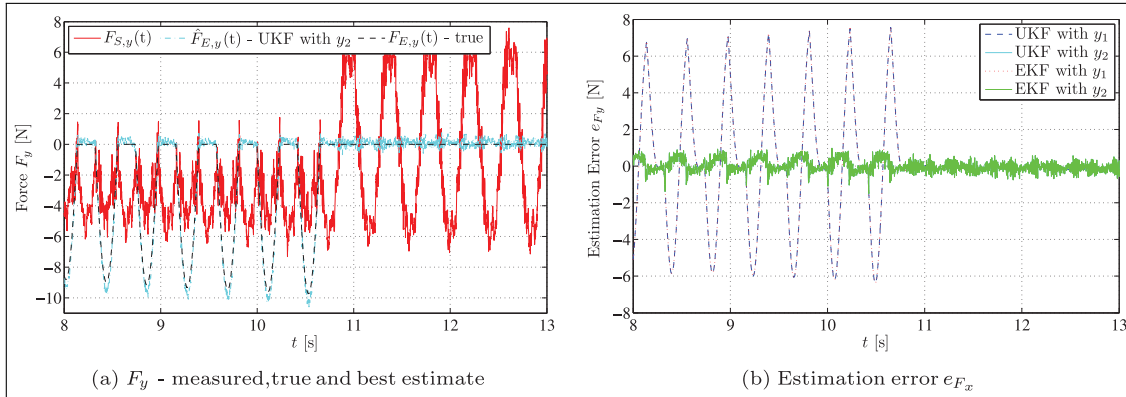 F_{S,y}(t) F̂_{E,y}(t) - UKF with y_2 F_{E,y}(t) - true
8
6
4
2
0
−2
−4
−6
−8
−10
Force F_y [N]
8 9 10 11 12 13
t [s]
(a) F_y - measured,true and best estimate
UKF with y_1
UKF with y_2
EKF with y_1
EKF with y_2
8
6
4
2
0
−2
−4
−6
−8
Estimation Error e_{F_y} [N]
8 9 10 11 12 13
t [s]
(b) Estimation error e_{F_x}